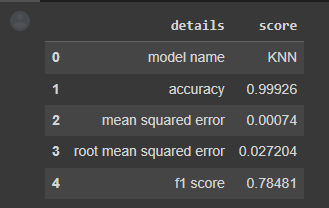 details score
0 model name KNN
1 accuracy 0.99926
2 mean squared error 0.00074
3 root mean squared error 0.027204
4 f1 score 0.78481